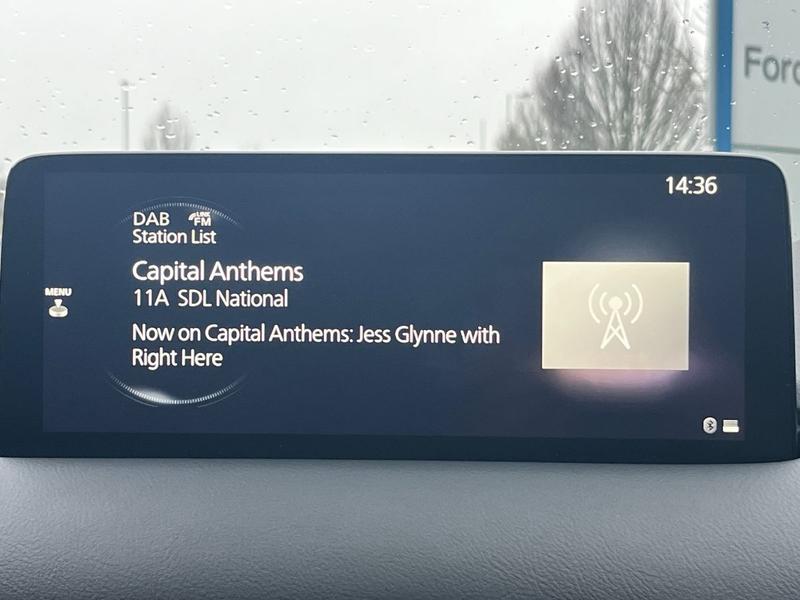 Ford
14:36
DAB LINK FM
Station List
Capital Anthems
11A SDL National
MENU
Now on Capital Anthems: Jess Glynne with
Right Here